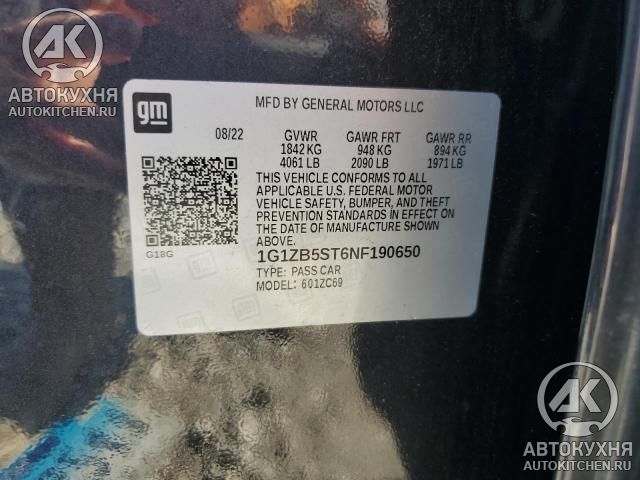 AK
АВТОКУХНЯ
AUTOKITCHEN.RU
gm
MFD BY GENERAL MOTORS LLC
08/22 GVWR GAWR FRT GAWR RR
1842 KG 948 KG 894 KG
4061 LB 2090 LB 1971 LB
THIS VEHICLE CONFORMS TO ALL
APPLICABLE U.S. FEDERAL MOTOR
VEHICLE SAFETY, BUMPER, AND THEFT
PREVENTION STANDARDS IN EFFECT ON
THE DATE OF MANUFACTURE SHOWN
ABOVE.
G18G
1G1ZB5ST6NF190650
TYPE: PASS CAR
MODEL: 601ZC69
AK
АВТОКУХНЯ
AUTOKITCHEN.RU